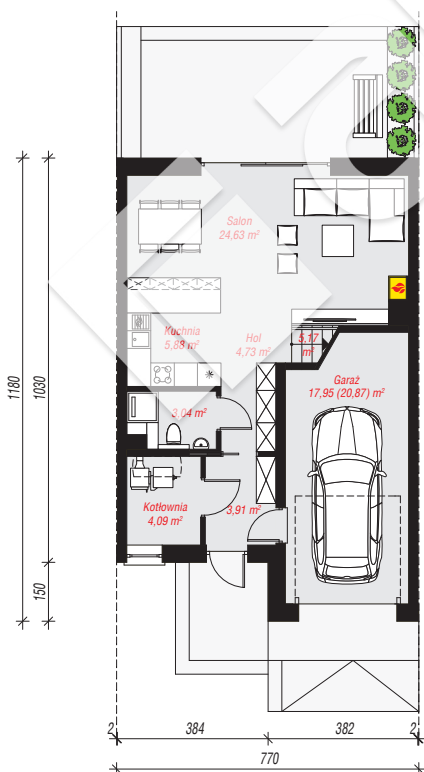 Salon
24,63 m²
Kuchnia
5,88 m²
Hol
4,73 m²
5,17
m²
Garaż
17,95 (20,87) m²
3,04 m²
Kotłownia
4,09 m²
3,91 m²
1180
1030
150
2
384
382
2
770